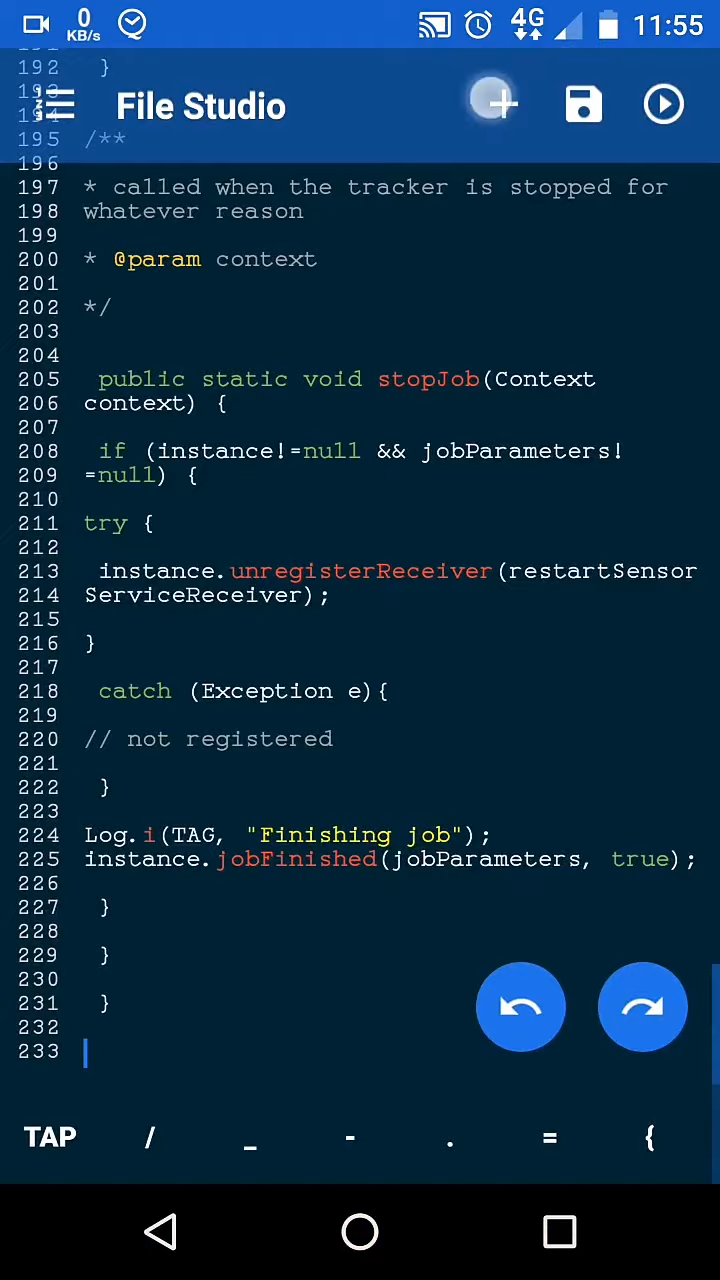 0
KB/s
4G
11:55
File Studio
192 }
193
194
195 /**
196
197 * called when the tracker is stopped for
198 whatever reason
199
200 * @param context
201
202 */
203
204
205 public static void stopJob(Context
206 context) {
207
208 if (instance!=null && jobParameters!
209 =null) {
210
211 try {
212
213 instance.unregisterReceiver(restartSensor
214 ServiceReceiver);
215
216 }
217
218 catch (Exception e){
219
220 // not registered
221
222 }
223
224 Log.i(TAG, "Finishing job");
225 instance.jobFinished(jobParameters, true);
226
227 }
228
229 }
230
231 }
232
233
TAP / _ - . = {